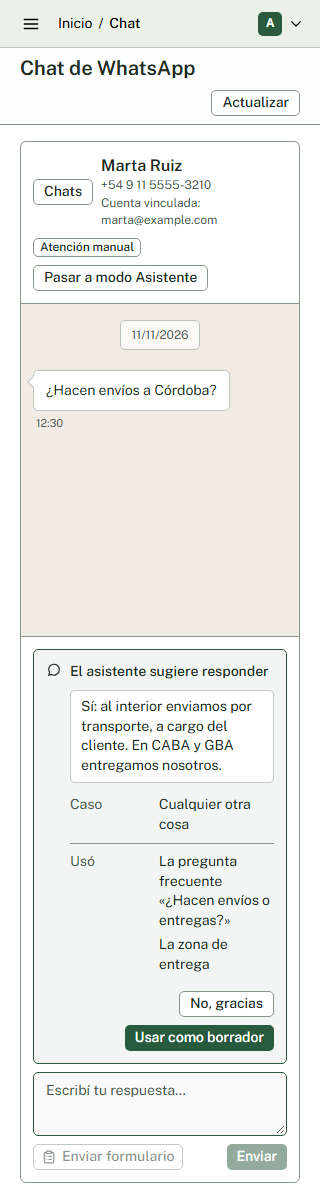 Inicio / Chat
A
Chat de WhatsApp
Actualizar
Chats
Marta Ruiz
+54 9 11 5555-3210
Cuenta vinculada:
marta@example.com
Atención manual
Pasar a modo Asistente
11/11/2026
¿Hacen envíos a Córdoba?
12:30
El asistente sugiere responder
Sí: al interior enviamos por
transporte, a cargo del
cliente. En CABA y GBA
entregamos nosotros.
Caso
Cualquier otra
cosa
Usó
La pregunta
frecuente
«¿Hacen envíos o
entregas?»
La zona de
entrega
No, gracias
Usar como borrador
Escribí tu respuesta...
Enviar formulario
Enviar